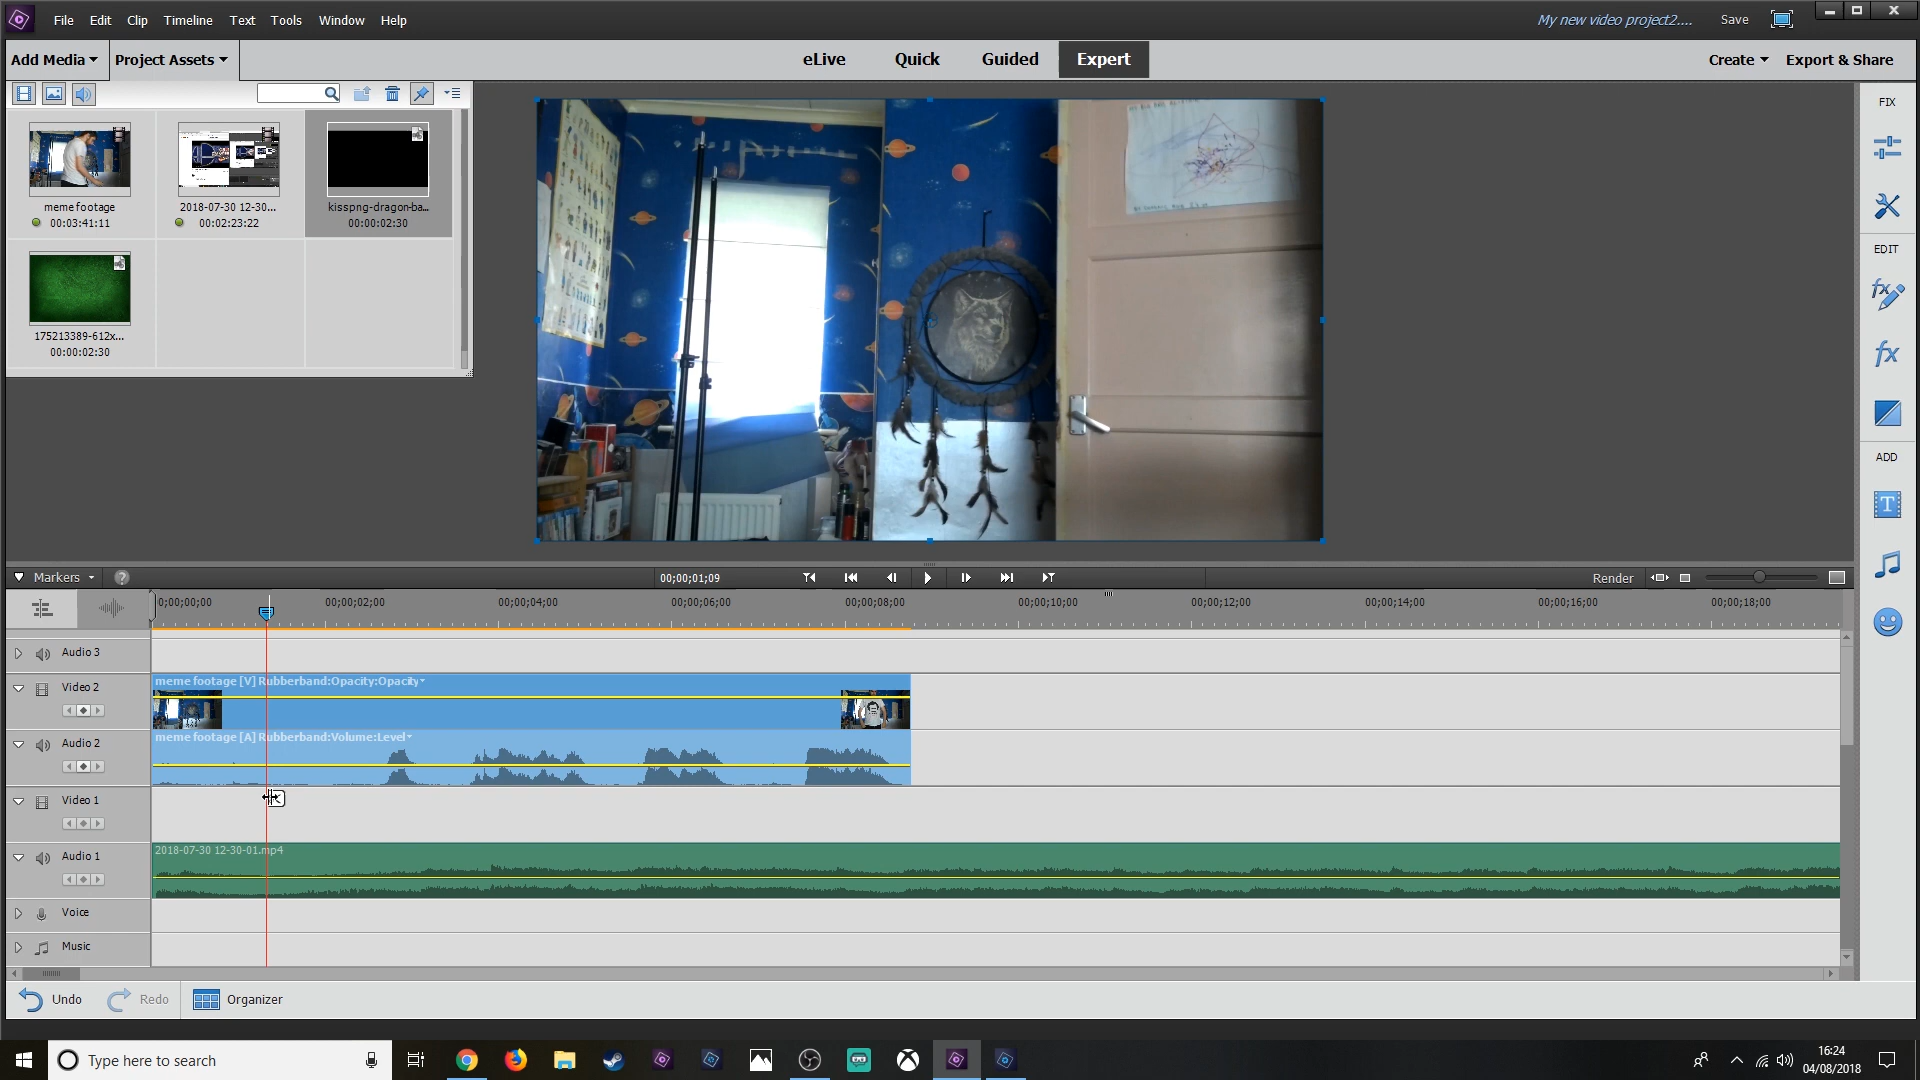 File Edit Clip Timeline Text Tools Window Help
My new video project2.... Save
Add Media Project Assets
eLive Quick Guided Expert
Create Export & Share
FIX
meme footage
00:03:41:11
2018-07-30 12-30...
00:02:23:22
kisspng-dragon-ba...
00:00:02:30
175213389-612x...
00:00:02:30
EDIT
fx
fx
ADD
T
Markers ? 00;00;01;09 Render
0;00;00;00 00;00;02;00 00;00;04;00 00;00;06;00 00;00;08;00 00;00;10;00 00;00;12;00 00;00;14;00 00;00;16;00 00;00;18;00
Audio 3
Video 2
meme footage [V] Rubberband:Opacity:Opacity
Audio 2
meme footage [A] Rubberband:Volume:Level
Video 1
Audio 1
2018-07-30 12-30-01.mp4
Voice
Music
Undo Redo Organizer
Type here to search
16:24
04/08/2018